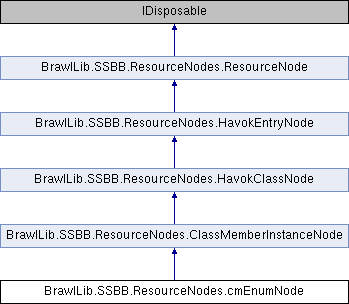 IDisposable
BrawlLib.SSBB.ResourceNodes.ResourceNode
BrawlLib.SSBB.ResourceNodes.HavokEntryNode
BrawlLib.SSBB.ResourceNodes.HavokClassNode
BrawlLib.SSBB.ResourceNodes.ClassMemberInstanceNode
BrawlLib.SSBB.ResourceNodes.cmEnumNode